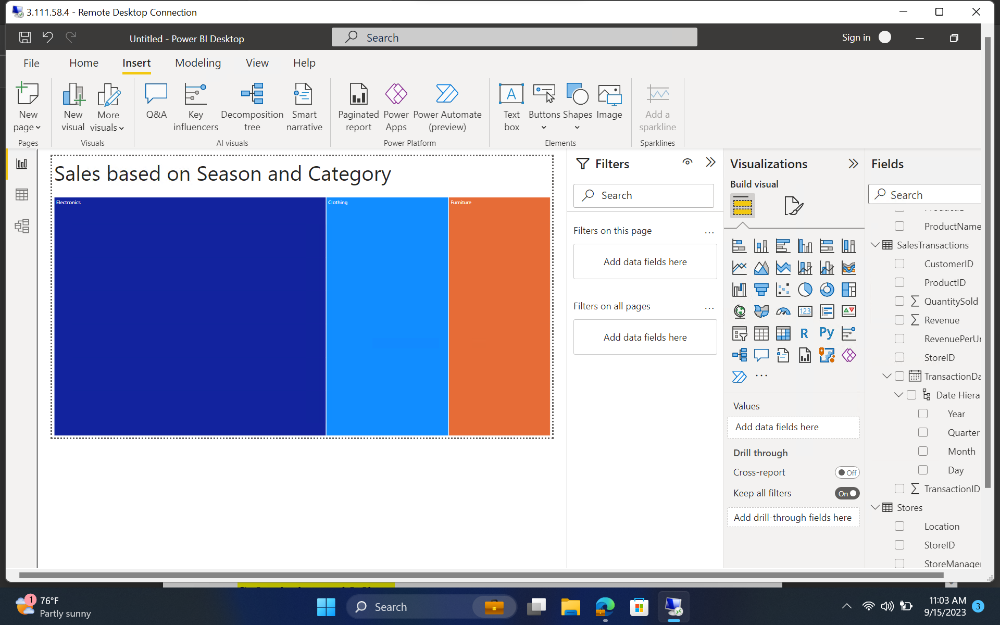 3.111.58.4 - Remote Desktop Connection
Untitled - Power BI Desktop
Search
Sign in
File
Home
Insert
Modeling
View
Help
New page
Pages
New visual
More visuals
Visuals
Q&A
Key influencers
Decomposition tree
Smart narrative
AI visuals
Paginated report
Power Apps
Power Automate (preview)
Power Platform
Text box
Buttons
Shapes
Image
Elements
Add a sparkline
Sparklines
Sales based on Season and Category
Electronics
Clothing
Furniture
Filters
Search
Filters on this page
...
Add data fields here
Filters on all pages
...
Add data fields here
Visualizations
Build visual
123
R
Py
...
Values
Add data fields here
Drill through
Cross-report
Off
Keep all filters
On
Add drill-through fields here
Fields
Search
ProductName
SalesTransactions
CustomerID
ProductID
QuantitySold
Revenue
RevenuePerUn
StoreID
TransactionDa
Date Hiera
Year
Quarter
Month
Day
TransactionID
Stores
Location
StoreID
StoreManager
1
76°F
Partly sunny
Search
11:03 AM
9/15/2023
3